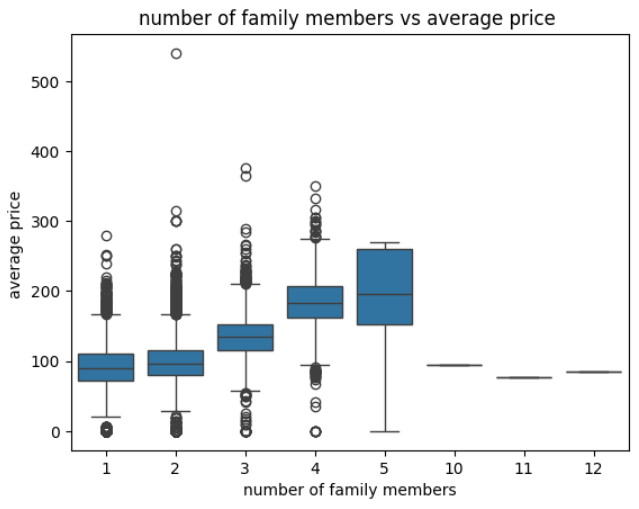 number of family members vs average price
500
400
300
200
100
0
average price
1 2 3 4 5 10 11 12
number of family members